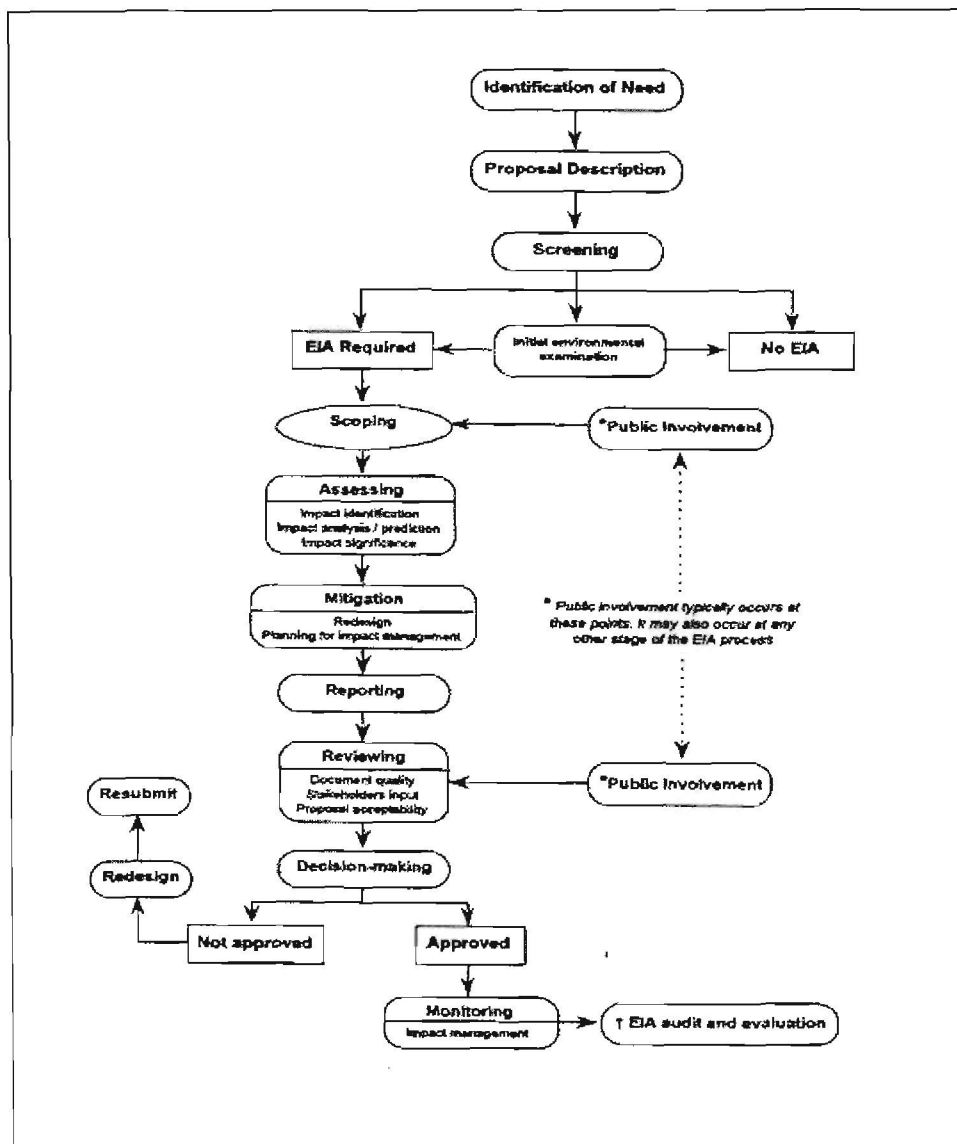 Identification of Need
Proposal Description
Screening
EIA Required
Initial environmental
examination
No EIA
Scoping
*Public Involvement
Assessing
Impact identification
Impact analysis / prediction
Impact significance
Mitigation
Redesign
Planning for impact management
* Public involvement typically occurs at
these points. It may also occur at any
other stage of the EIA process
Reporting
Reviewing
Document quality
Stakeholders input
Proposal acceptability
*Public Involvement
Resubmit
Redesign
Decision-making
Not approved
Approved
Monitoring
Impact management
↑ EIA audit and evaluation